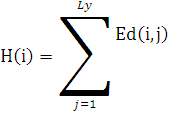 H(i) = ∑_{j=1}^{Ly} Ed(i,j)